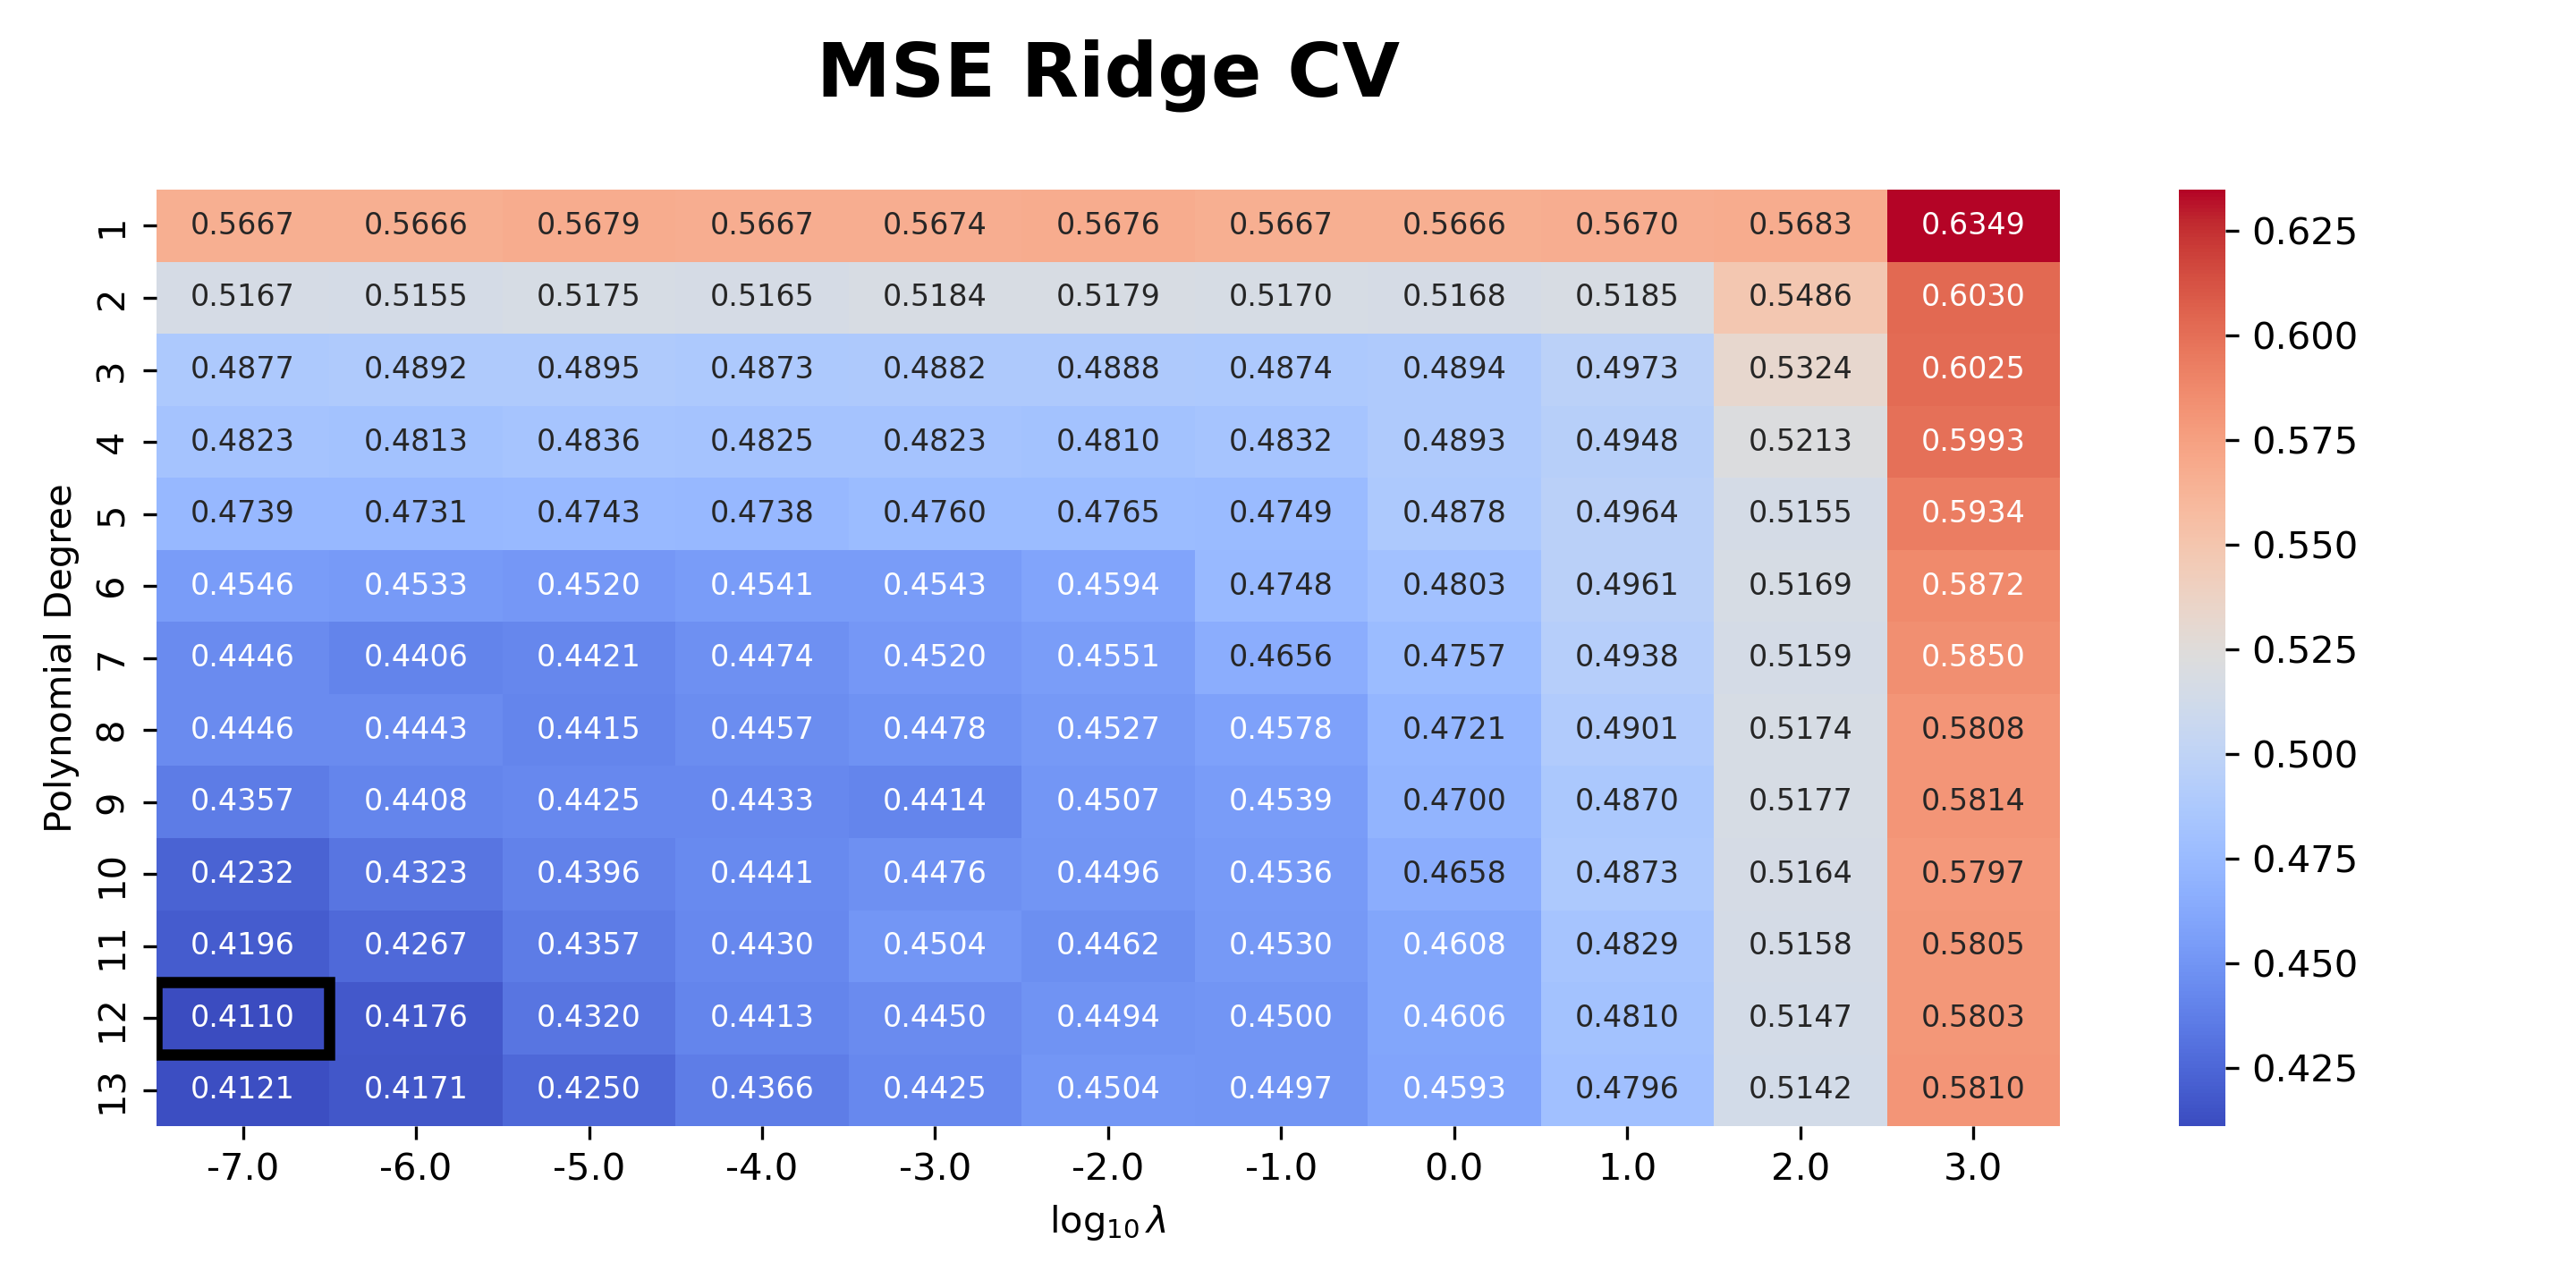 MSE Ridge CV
Polynomial Degree
1 0.5667 0.5666 0.5679 0.5667 0.5674 0.5676 0.5667 0.5666 0.5670 0.5683 0.6349
2 0.5167 0.5155 0.5175 0.5165 0.5184 0.5179 0.5170 0.5168 0.5185 0.5486 0.6030
3 0.4877 0.4892 0.4895 0.4873 0.4882 0.4888 0.4874 0.4894 0.4973 0.5324 0.6025
4 0.4823 0.4813 0.4836 0.4825 0.4823 0.4810 0.4832 0.4893 0.4948 0.5213 0.5993
5 0.4739 0.4731 0.4743 0.4738 0.4760 0.4765 0.4749 0.4878 0.4964 0.5155 0.5934
6 0.4546 0.4533 0.4520 0.4541 0.4543 0.4594 0.4748 0.4803 0.4961 0.5169 0.5872
7 0.4446 0.4406 0.4421 0.4474 0.4520 0.4551 0.4656 0.4757 0.4938 0.5159 0.5850
8 0.4446 0.4443 0.4415 0.4457 0.4478 0.4527 0.4578 0.4721 0.4901 0.5174 0.5808
9 0.4357 0.4408 0.4425 0.4433 0.4414 0.4507 0.4539 0.4700 0.4870 0.5177 0.5814
10 0.4232 0.4323 0.4396 0.4441 0.4476 0.4496 0.4536 0.4658 0.4873 0.5164 0.5797
11 0.4196 0.4267 0.4357 0.4430 0.4504 0.4462 0.4530 0.4608 0.4829 0.5158 0.5805
12 0.4110 0.4176 0.4320 0.4413 0.4450 0.4494 0.4500 0.4606 0.4810 0.5147 0.5803
13 0.4121 0.4171 0.4250 0.4366 0.4425 0.4504 0.4497 0.4593 0.4796 0.5142 0.5810
-7.0 -6.0 -5.0 -4.0 -3.0 -2.0 -1.0 0.0 1.0 2.0 3.0
log₁₀ λ
0.625
0.600
0.575
0.550
0.525
0.500
0.475
0.450
0.425